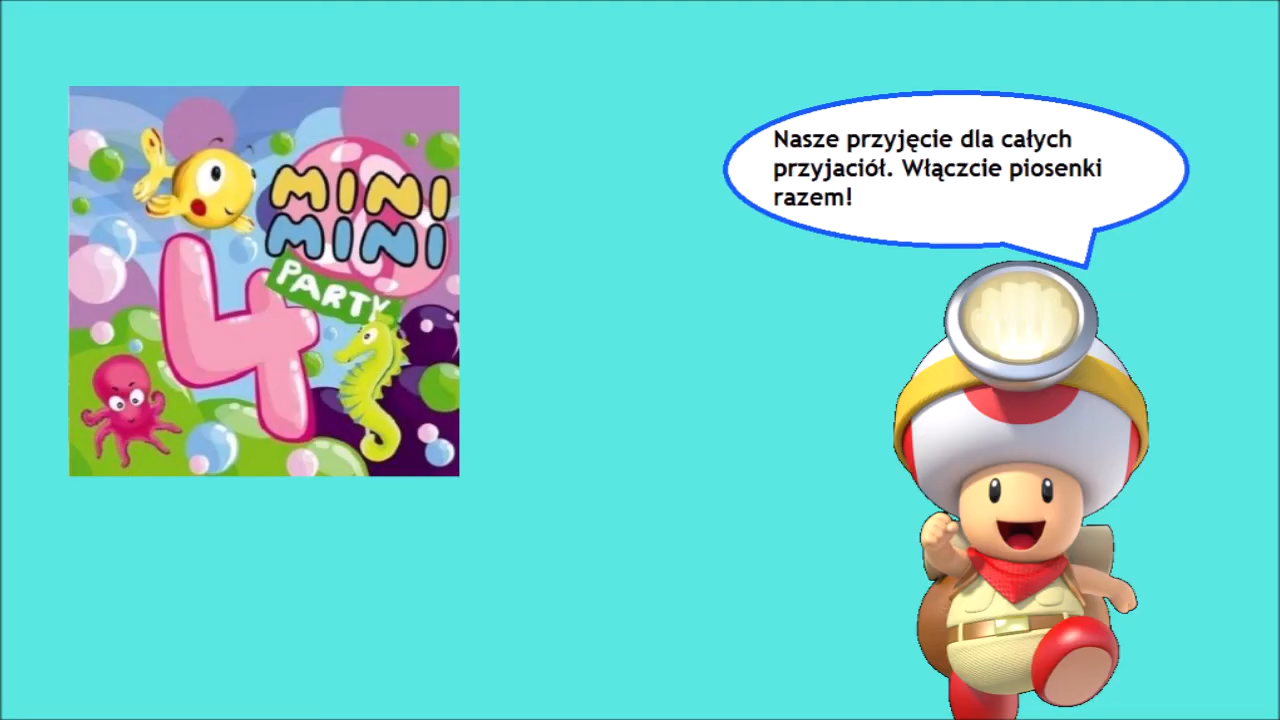 MINI
MINI
PARTY
4
Nasze przyjęcie dla całych
przyjaciół. Włączcie piosenki
razem!